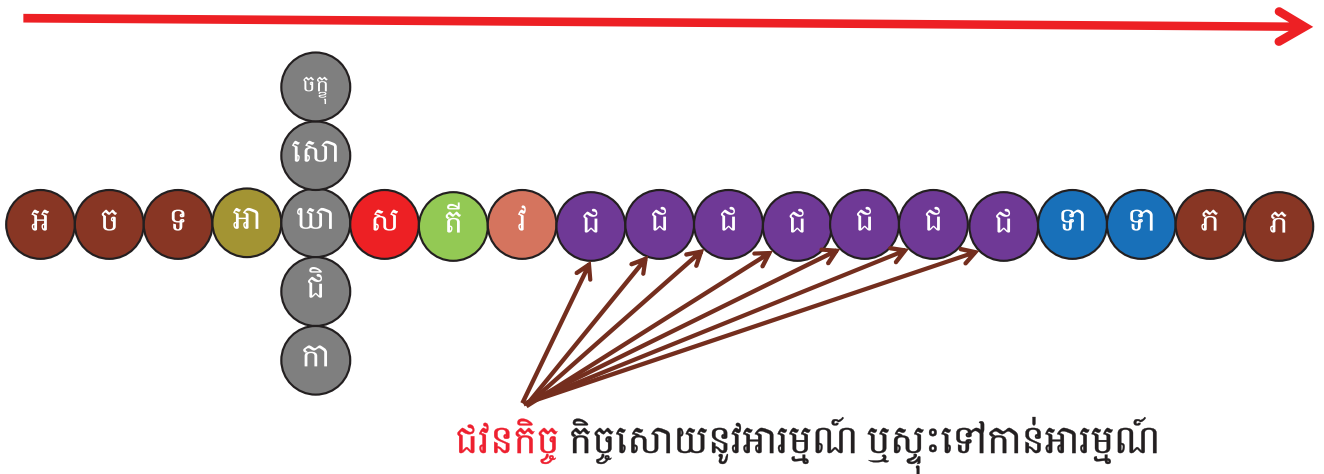 ចក្ខុ
សោ
អ ច ទ អា ឃា ស តី វ ជ ជ ជ ជ ជ ជ ជ ទា ទា ភ ភ
ជិ
កា
ជវនកិច្ច កិច្ចសោយនូវអារម្មណ៍ ឬស្ទុះទៅកាន់អារម្មណ៍